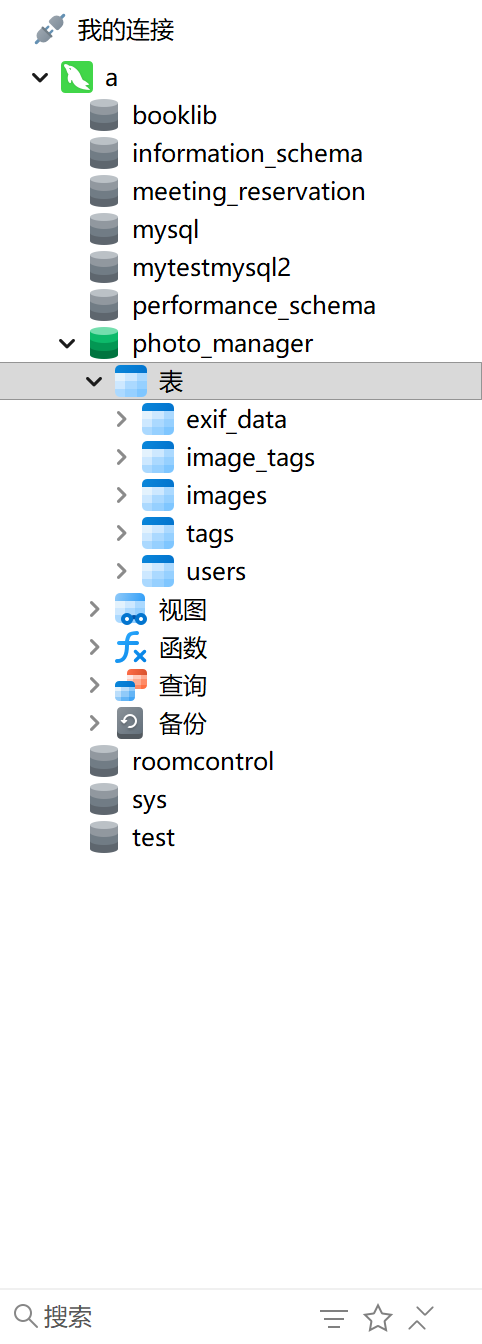 我的连接
a
booklib
information_schema
meeting_reservation
mysql
mytestmysql2
performance_schema
photo_manager
表
exif_data
image_tags
images
tags
users
视图
函数
查询
备份
roomcontrol
sys
test
搜索